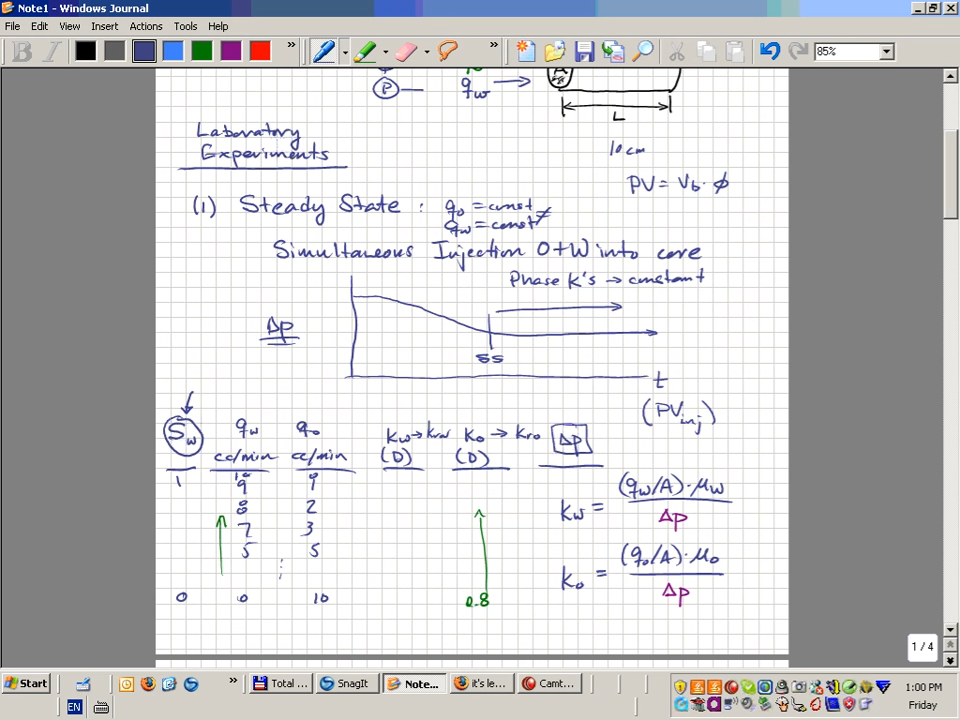 Note1 - Windows Journal
File Edit View Insert Actions Tools Help
B I 85%
P qw
L
Laboratory
Experiments
10 cm
PV = Vb · ϕ
(1) Steady State : qo = const
qw = const ≠
Simultaneous Injection O+W into core
Phase K's → constant
Δp
SS
t
(PVinj)
Sw qw qo kw → krw ko → kro Δp
cc/min cc/min (D) (D)
1 10
9 1
8 2
7 3
5 5
⋮
0 0 10 0.8
kw = (qw/A)·μw
Δp
ko = (qo/A)·μo
Δp
1 / 4
Start Total ... SnagIt Note... it's le... Camt... 1:00 PM
EN Friday